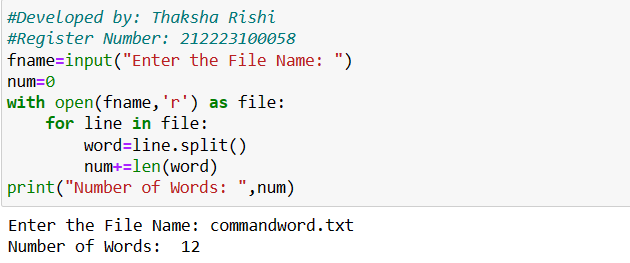 #Developed by: Thaksha Rishi
#Register Number: 212223100058
fname=input("Enter the File Name: ")
num=0
with open(fname,'r') as file:
    for line in file:
        word=line.split()
        num+=len(word)
print("Number of Words: ",num)
Enter the File Name: commandword.txt
Number of Words:  12